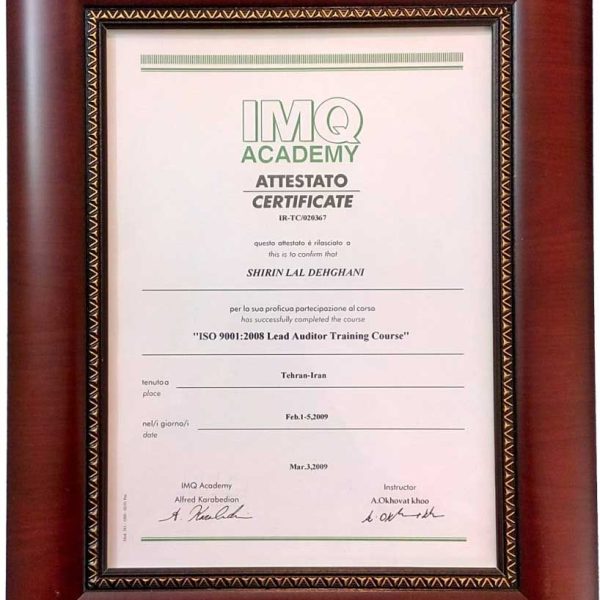 IMQ
ACADEMY
ATTESTATO
CERTIFICATE
IR-TC/020367
questo attestato è rilasciato a
this is to confirm that
SHIRIN LAL DEHGHANI
per la sua proficua partecipazione al corso
has successfully completed the course
"ISO 9001:2008 Lead Auditor Training Course"
Tehran-Iran
tenuto a
place
Feb.1-5,2009
nel/i giorno/i
date
Mar.3,2009
IMQ Academy Instructor
Alfred Karabedian A.Okhovat khoo